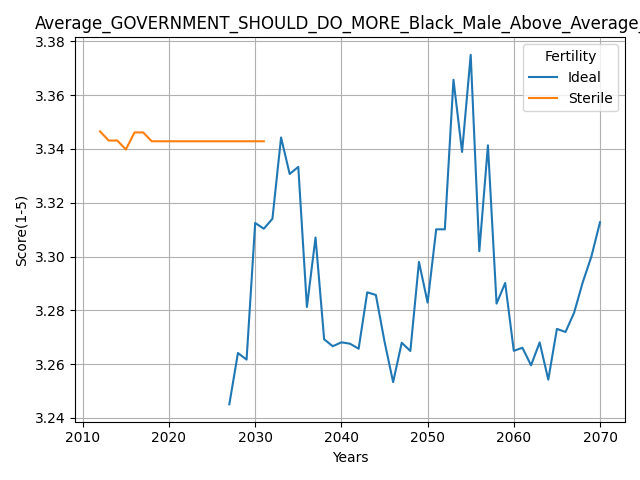 Average_GOVERNMENT_SHOULD_DO_MORE_Black_Male_Above_Average_
3.38
3.36
3.34
3.32
3.30
3.28
3.26
3.24
Score(1-5)
Fertility
Ideal
Sterile
2010 2020 2030 2040 2050 2060 2070
Years